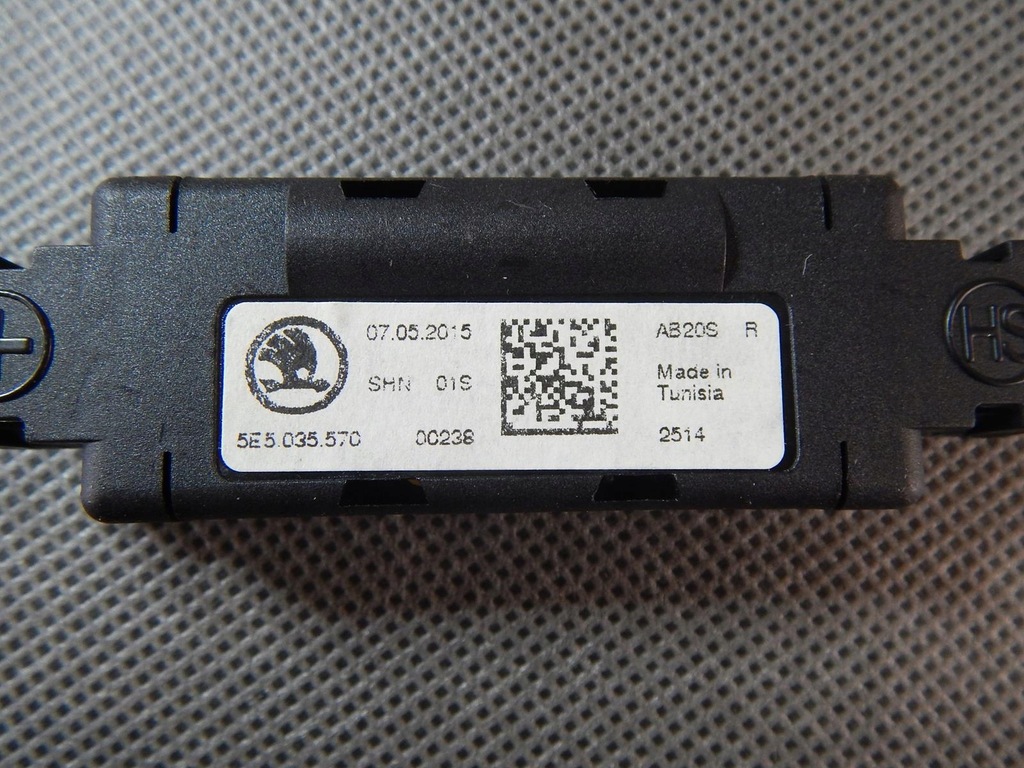 07.05.2015
SHN 01S
5E5.035.570 00238
AB20S R
Made in
Tunisia
2514
+
HS